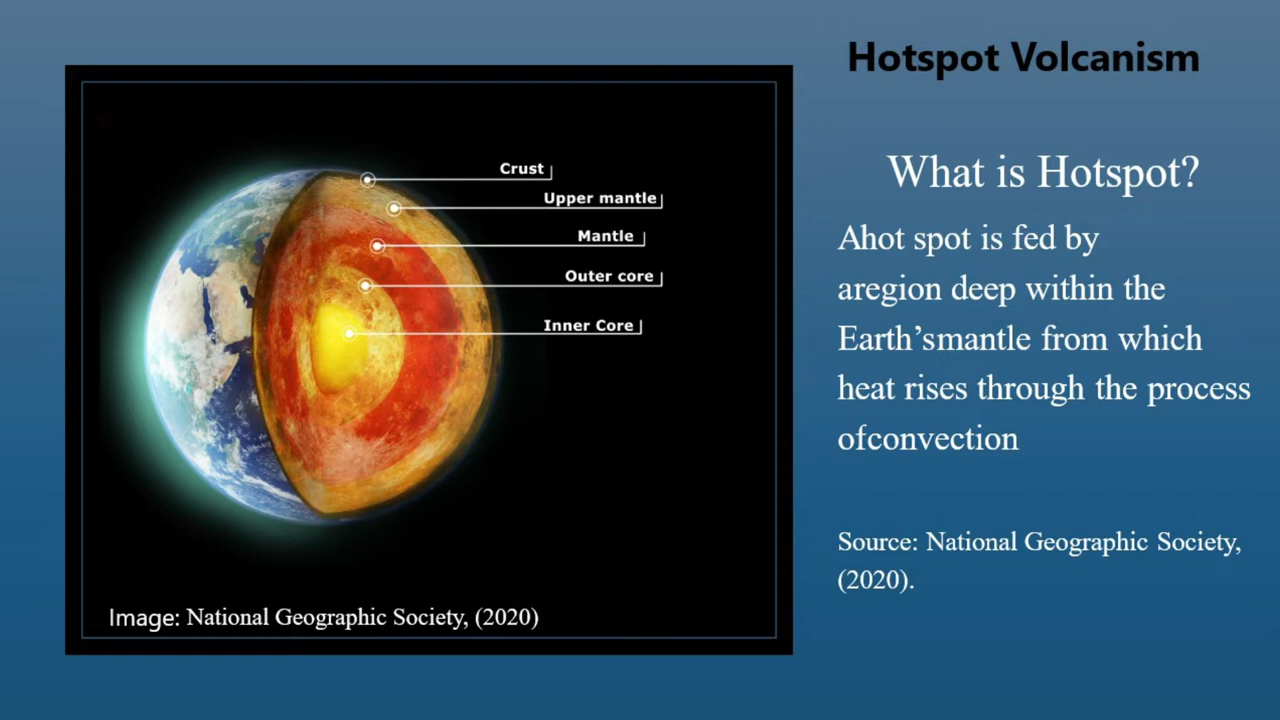 Hotspot Volcanism
Crust
Upper mantle
Mantle
Outer core
Inner Core
Image: National Geographic Society, (2020)
What is Hotspot?
Ahot spot is fed by
aregion deep within the
Earth’smantle from which
heat rises through the process
ofconvection
Source: National Geographic Society,
(2020).